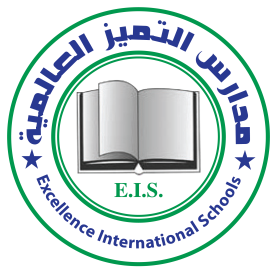 مدارس التميز العالمية
E.I.S.
Excellence International Schools